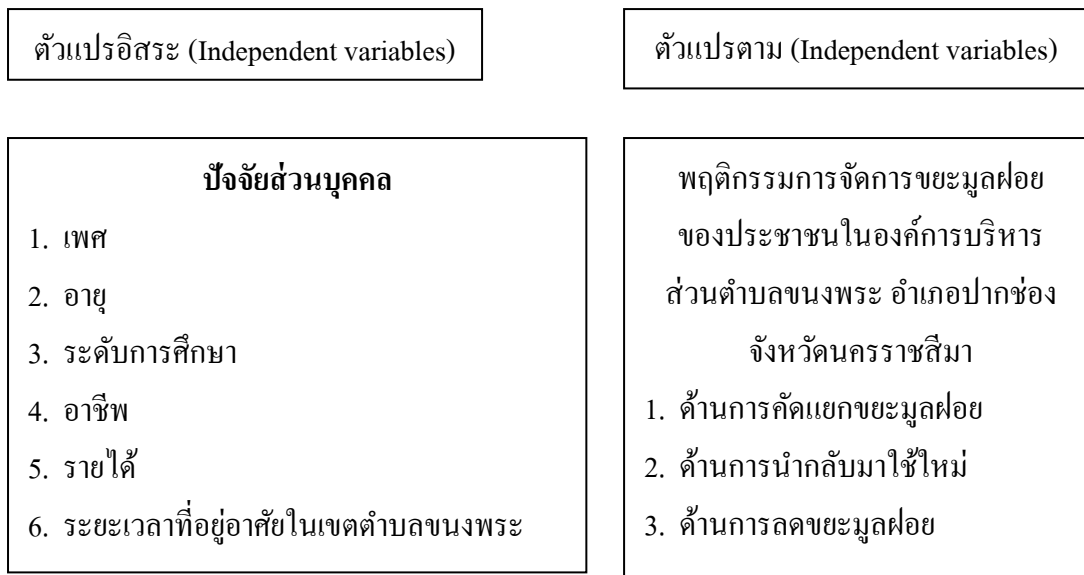 ตัวแปรอิสระ (Independent variables)
ตัวแปรตาม (Independent variables)
ปัจจัยส่วนบุคคล
1. เพศ
2. อายุ
3. ระดับการศึกษา
4. อาชีพ
5. รายได้
6. ระยะเวลาที่อยู่อาศัยในเขตตำบลขนงพระ
พฤติกรรมการจัดการขยะมูลฝอย
ของประชาชนในองค์การบริหาร
ส่วนตำบลขนงพระ อำเภอปากช่อง
จังหวัดนครราชสีมา
1. ด้านการคัดแยกขยะมูลฝอย
2. ด้านการนำกลับมาใช้ใหม่
3. ด้านการลดขยะมูลฝอย